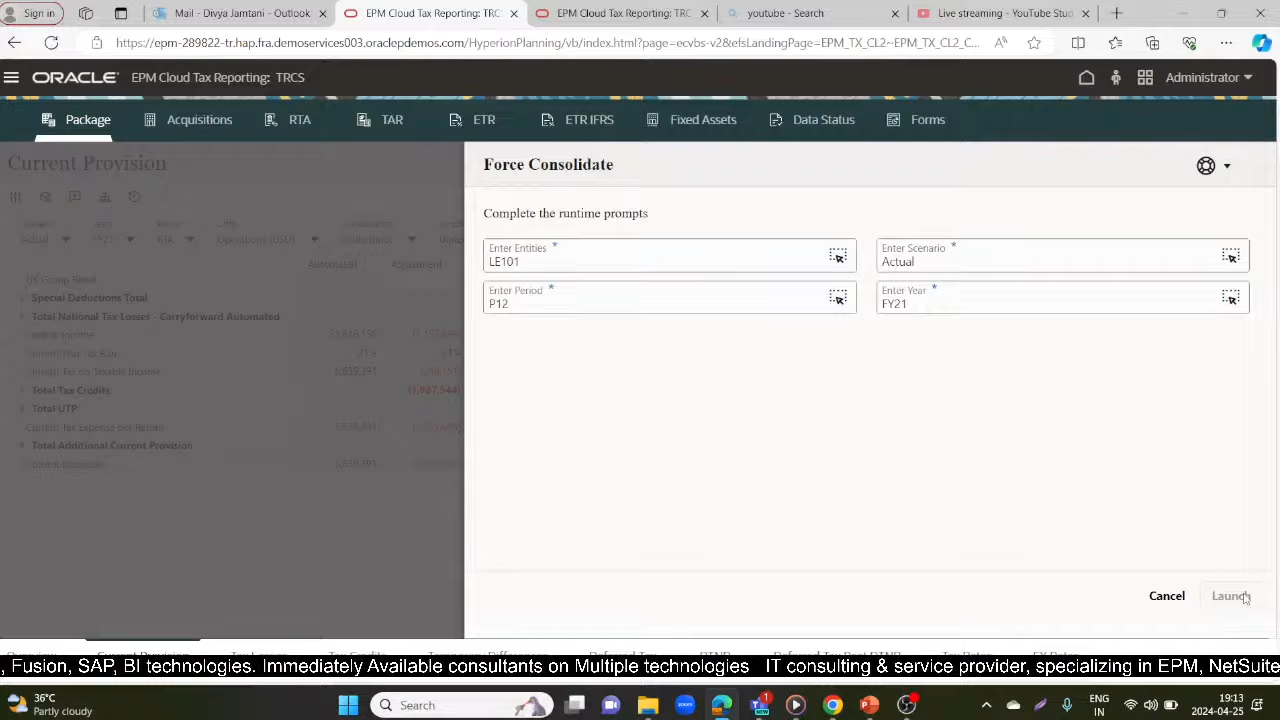 Sign in
Mail - Divya Jamtani - Outlook
EPM Cloud Tax Reporting: TRCS
EPM Cloud Tax Reporting: TRC
youtube - Search
Live streaming - YouTube Stud
https://epm-289822-tr.hap.fra.demoservices003.oraclepdemos.com/HyperionPlanning/vb/index.html?page=ecvbs-v2&efsLandingPage=EPM_TX_CL2~EPM_TX_CL2_C...
ORACLE EPM Cloud Tax Reporting: TRCS
Administrator
Package Acquisitions RTA TAR ETR ETR IFRS Fixed Assets Data Status Forms
Current Provision
Force Consolidate
Complete the runtime prompts
Enter Entities *
LE101
Enter Scenario *
Actual
Enter Period *
P12
Enter Year *
FY21
Actual
Operations (USD)
Automated Adjustment
Special Deductions Total
Total National Tax Losses - Carryforward Automated
Total Tax Credits
Total UTP
Total Additional Current Provision
Cancel Launch
, Fusion, SAP, BI technologies. Immediately Available consultants on Multiple technologies IT consulting & service provider, specializing in EPM, NetSuite
36°C
Partly cloudy
Search
ENG
IN
19:13
2024-04-25